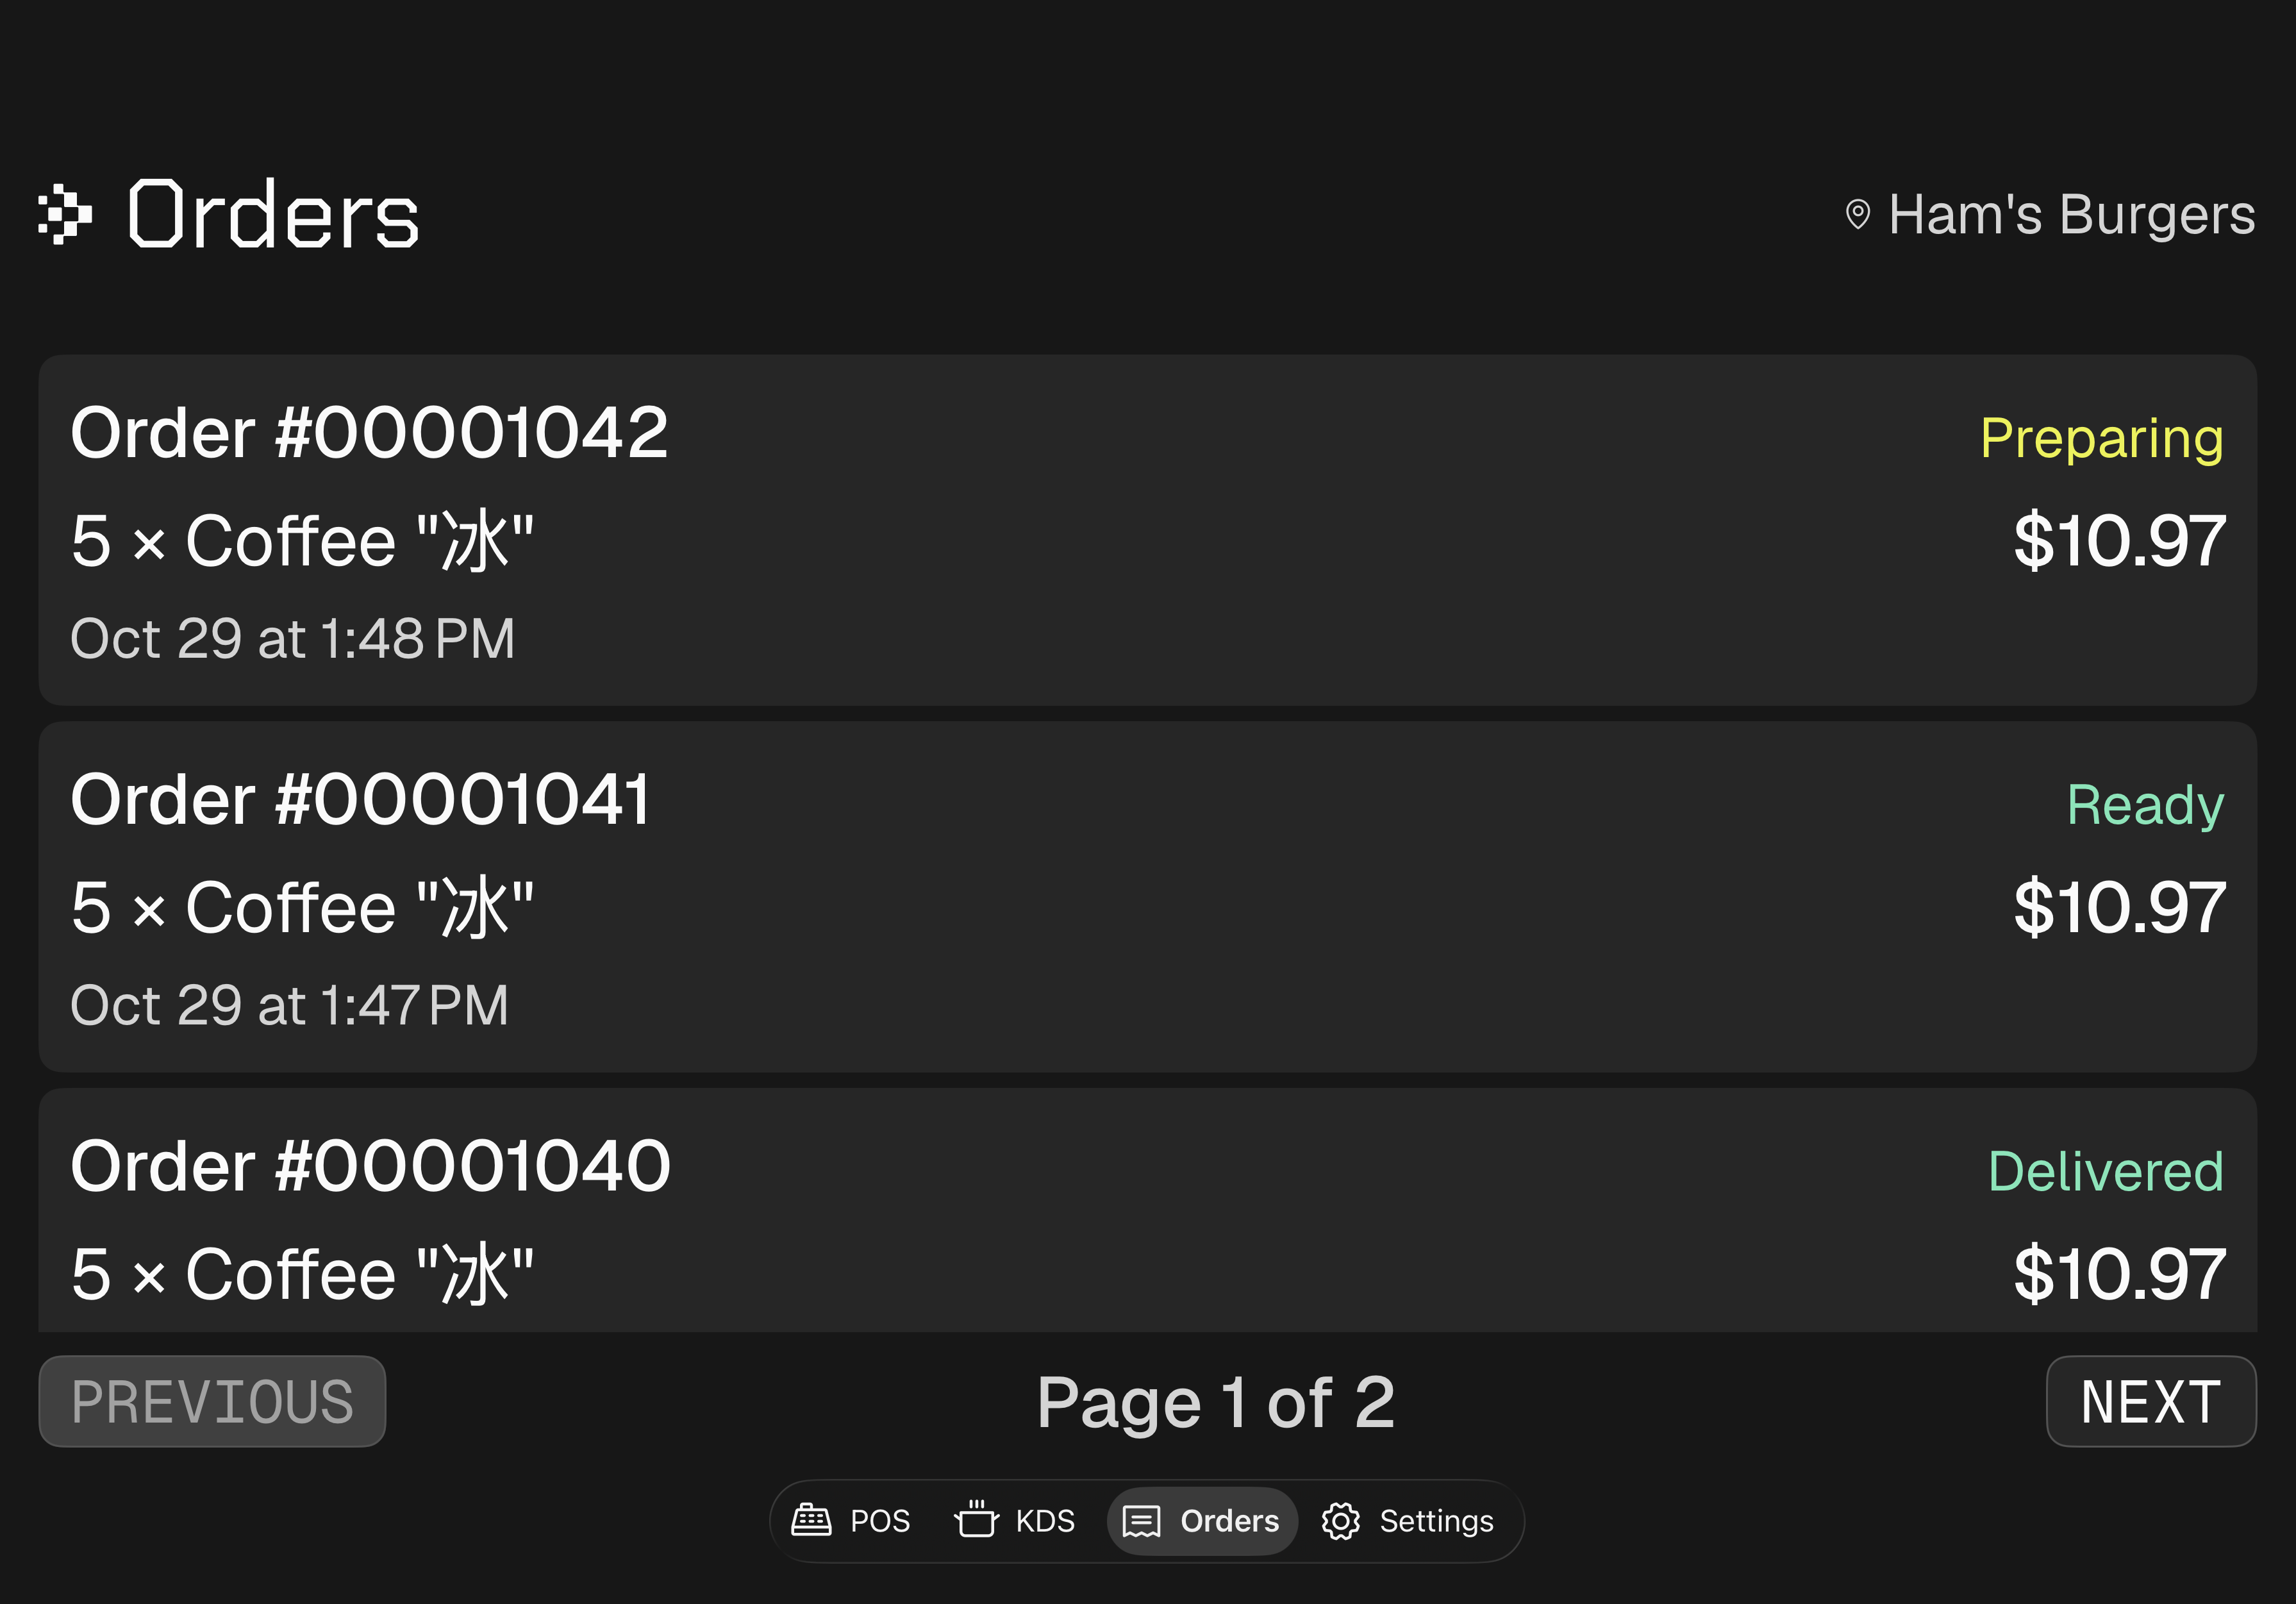 Orders
Ham's Burgers
Order #00001042
Preparing
5 × Coffee "冰"
$10.97
Oct 29 at 1:48 PM
Order #00001041
Ready
5 × Coffee "冰"
$10.97
Oct 29 at 1:47 PM
Order #00001040
Delivered
5 × Coffee "冰"
$10.97
PREVIOUS
Page 1 of 2
NEXT
POS
KDS
Orders
Settings